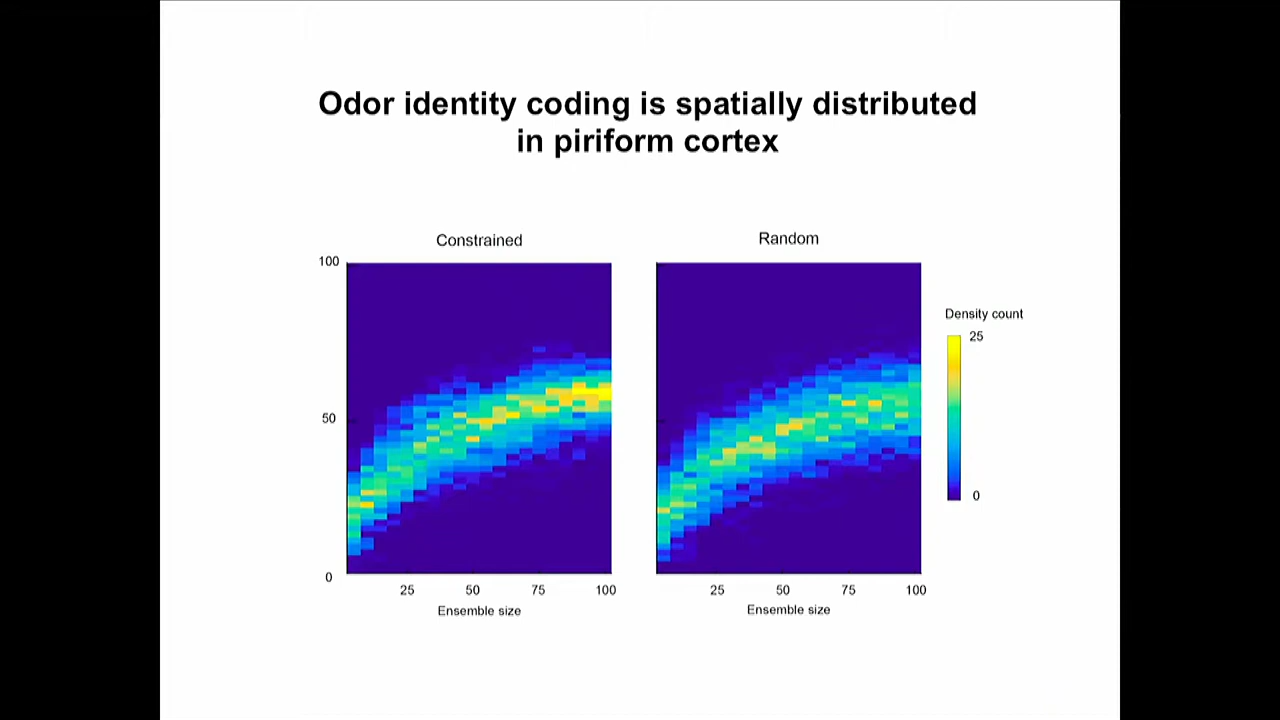 Odor identity coding is spatially distributed
in piriform cortex
Constrained
Random
100
50
0
25 50 75 100
Ensemble size
25 50 75 100
Ensemble size
Density count
25
0